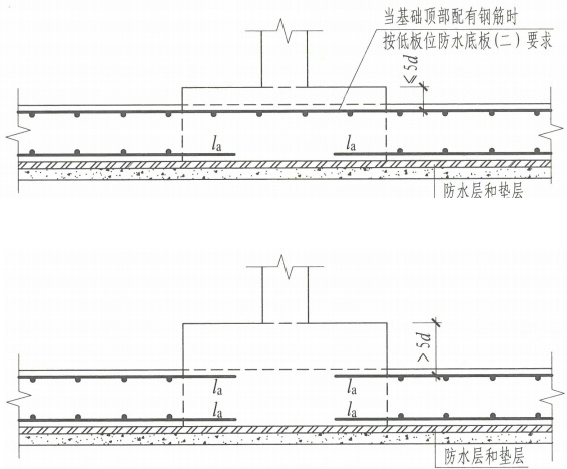 当基础顶部配有钢筋时
按低板位防水底板(二)要求
≤5d
la
la
防水层和垫层
>5d
la
la
la
la
防水层和垫层